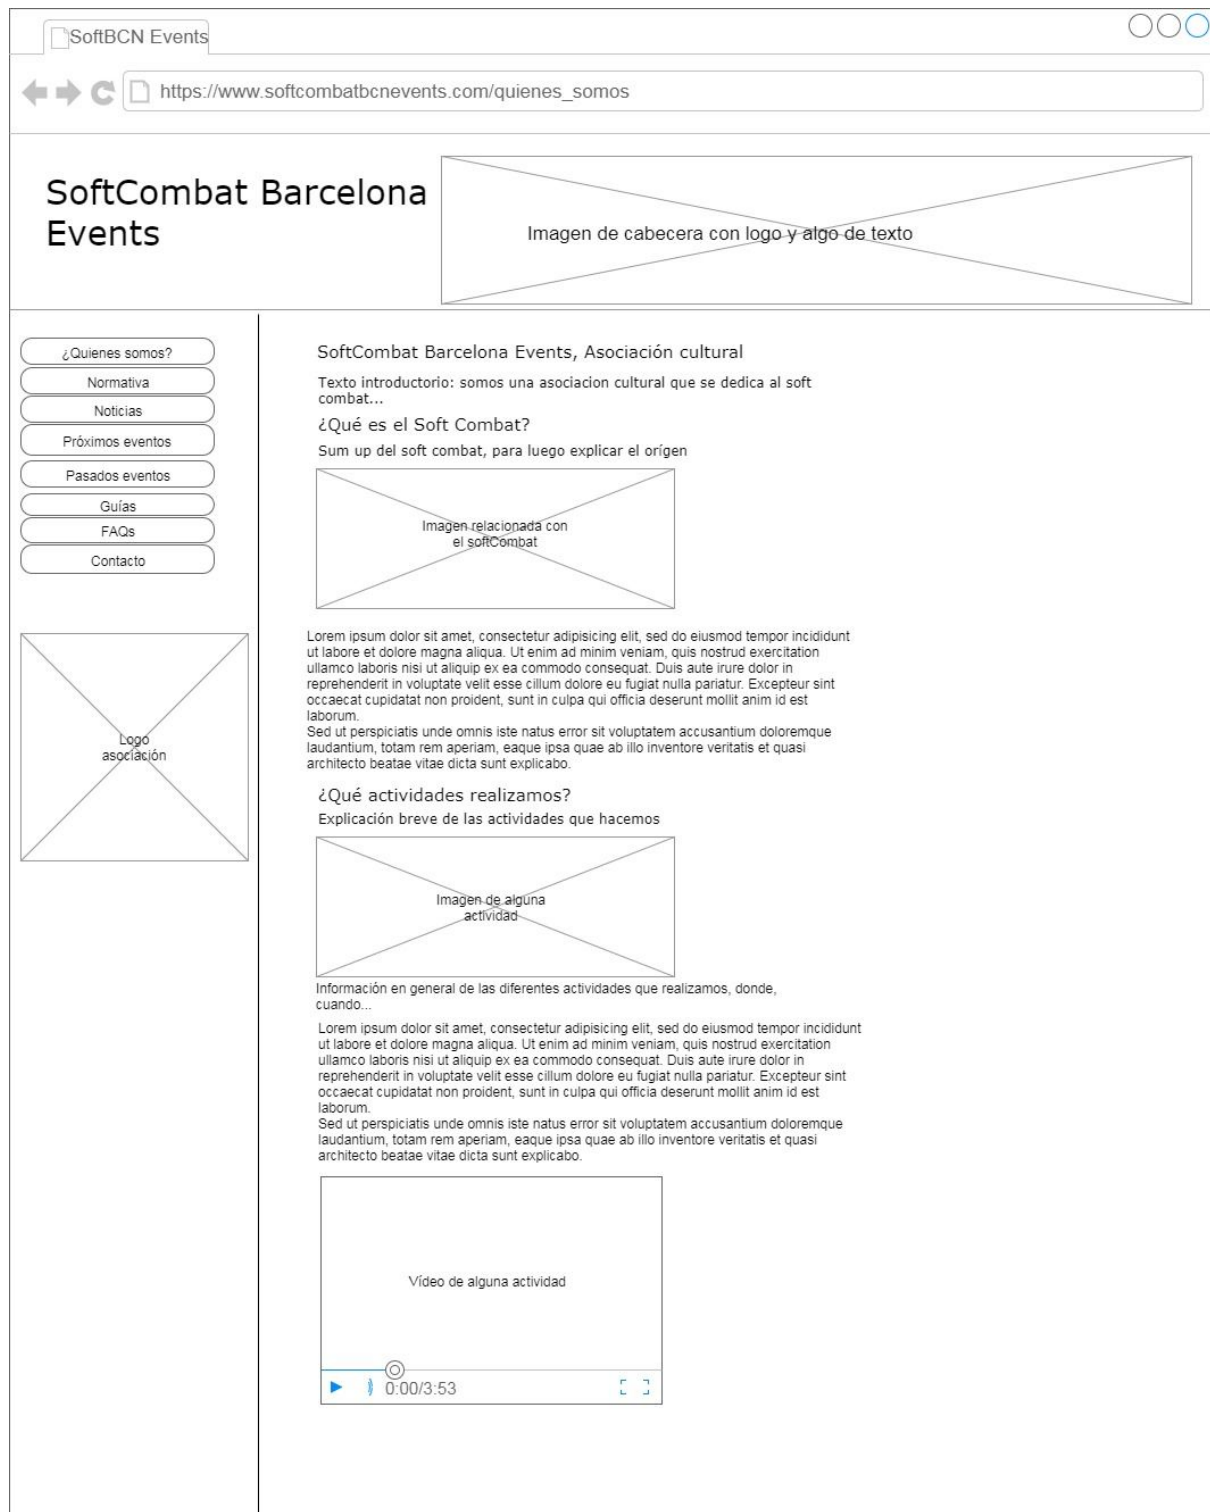 SoftBCN Events
https://www.softcombatbcnevents.com/quienes_somos
SoftCombat Barcelona
Events
Imagen de cabecera con logo y algo de texto
¿Quienes somos?
Normativa
Noticias
Próximos eventos
Pasados eventos
Guías
FAQs
Contacto
Logo
asociación
SoftCombat Barcelona Events, Asociación cultural
Texto introductorio: somos una asociacion cultural que se dedica al soft
combat...
¿Qué es el Soft Combat?
Sum up del soft combat, para luego explicar el orígen
Imagen relacionada con
el softCombat
Lorem ipsum dolor sit amet, consectetur adipisicing elit, sed do eiusmod tempor incididunt
ut labore et dolore magna aliqua. Ut enim ad minim veniam, quis nostrud exercitation
ullamco laboris nisi ut aliquip ex ea commodo consequat. Duis aute irure dolor in
reprehenderit in voluptate velit esse cillum dolore eu fugiat nulla pariatur. Excepteur sint
occaecat cupidatat non proident, sunt in culpa qui officia deserunt mollit anim id est
laborum.
Sed ut perspiciatis unde omnis iste natus error sit voluptatem accusantium doloremque
laudantium, totam rem aperiam, eaque ipsa quae ab illo inventore veritatis et quasi
architecto beatae vitae dicta sunt explicabo.
¿Qué actividades realizamos?
Explicación breve de las actividades que hacemos
Imagen de alguna
actividad
Información en general de las diferentes actividades que realizamos, donde,
cuando...
Lorem ipsum dolor sit amet, consectetur adipisicing elit, sed do eiusmod tempor incididunt
ut labore et dolore magna aliqua. Ut enim ad minim veniam, quis nostrud exercitation
ullamco laboris nisi ut aliquip ex ea commodo consequat. Duis aute irure dolor in
reprehenderit in voluptate velit esse cillum dolore eu fugiat nulla pariatur. Excepteur sint
occaecat cupidatat non proident, sunt in culpa qui officia deserunt mollit anim id est
laborum.
Sed ut perspiciatis unde omnis iste natus error sit voluptatem accusantium doloremque
laudantium, totam rem aperiam, eaque ipsa quae ab illo inventore veritatis et quasi
architecto beatae vitae dicta sunt explicabo.
Vídeo de alguna actividad
0:00/3:53